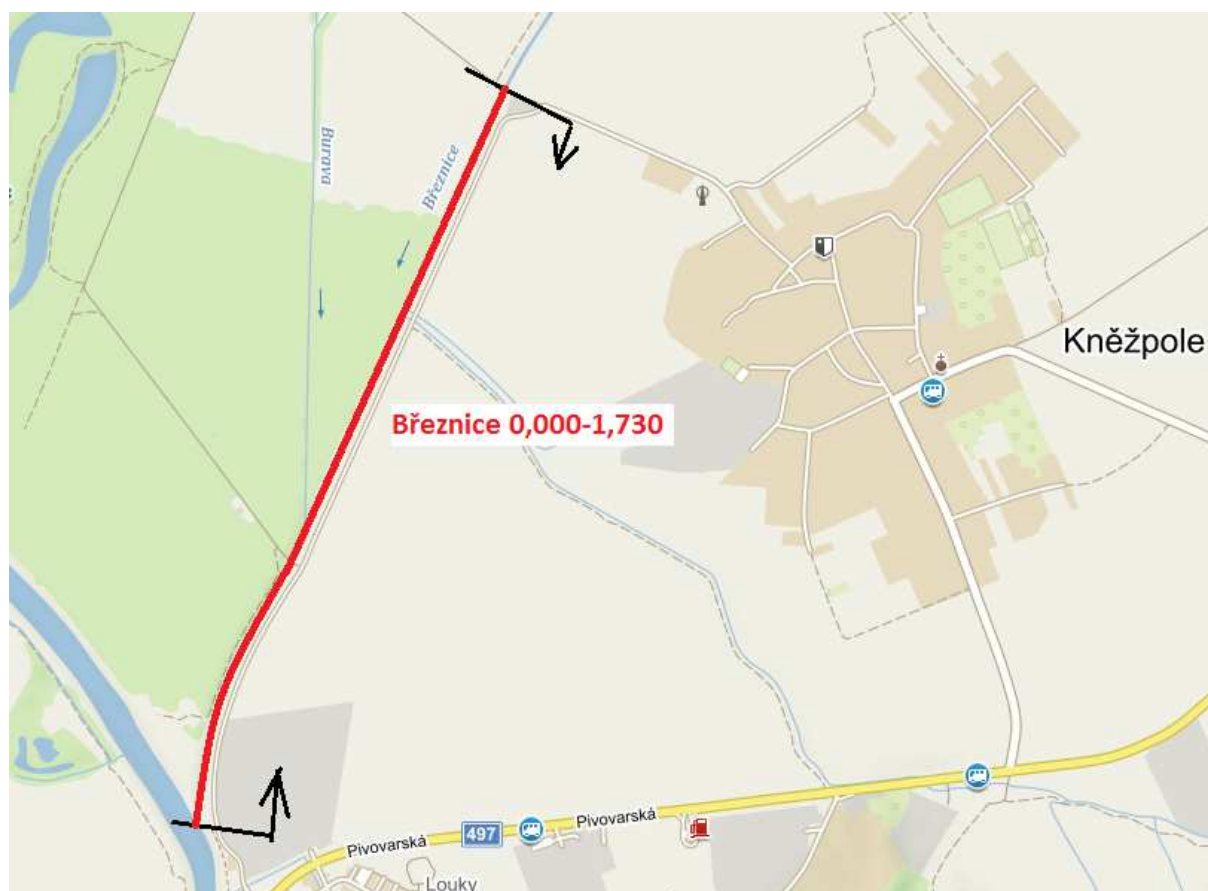 Burava
Březnice
Kněžpole
Březnice 0,000-1,730
497
Pivovarská
Pivovarská
Louky